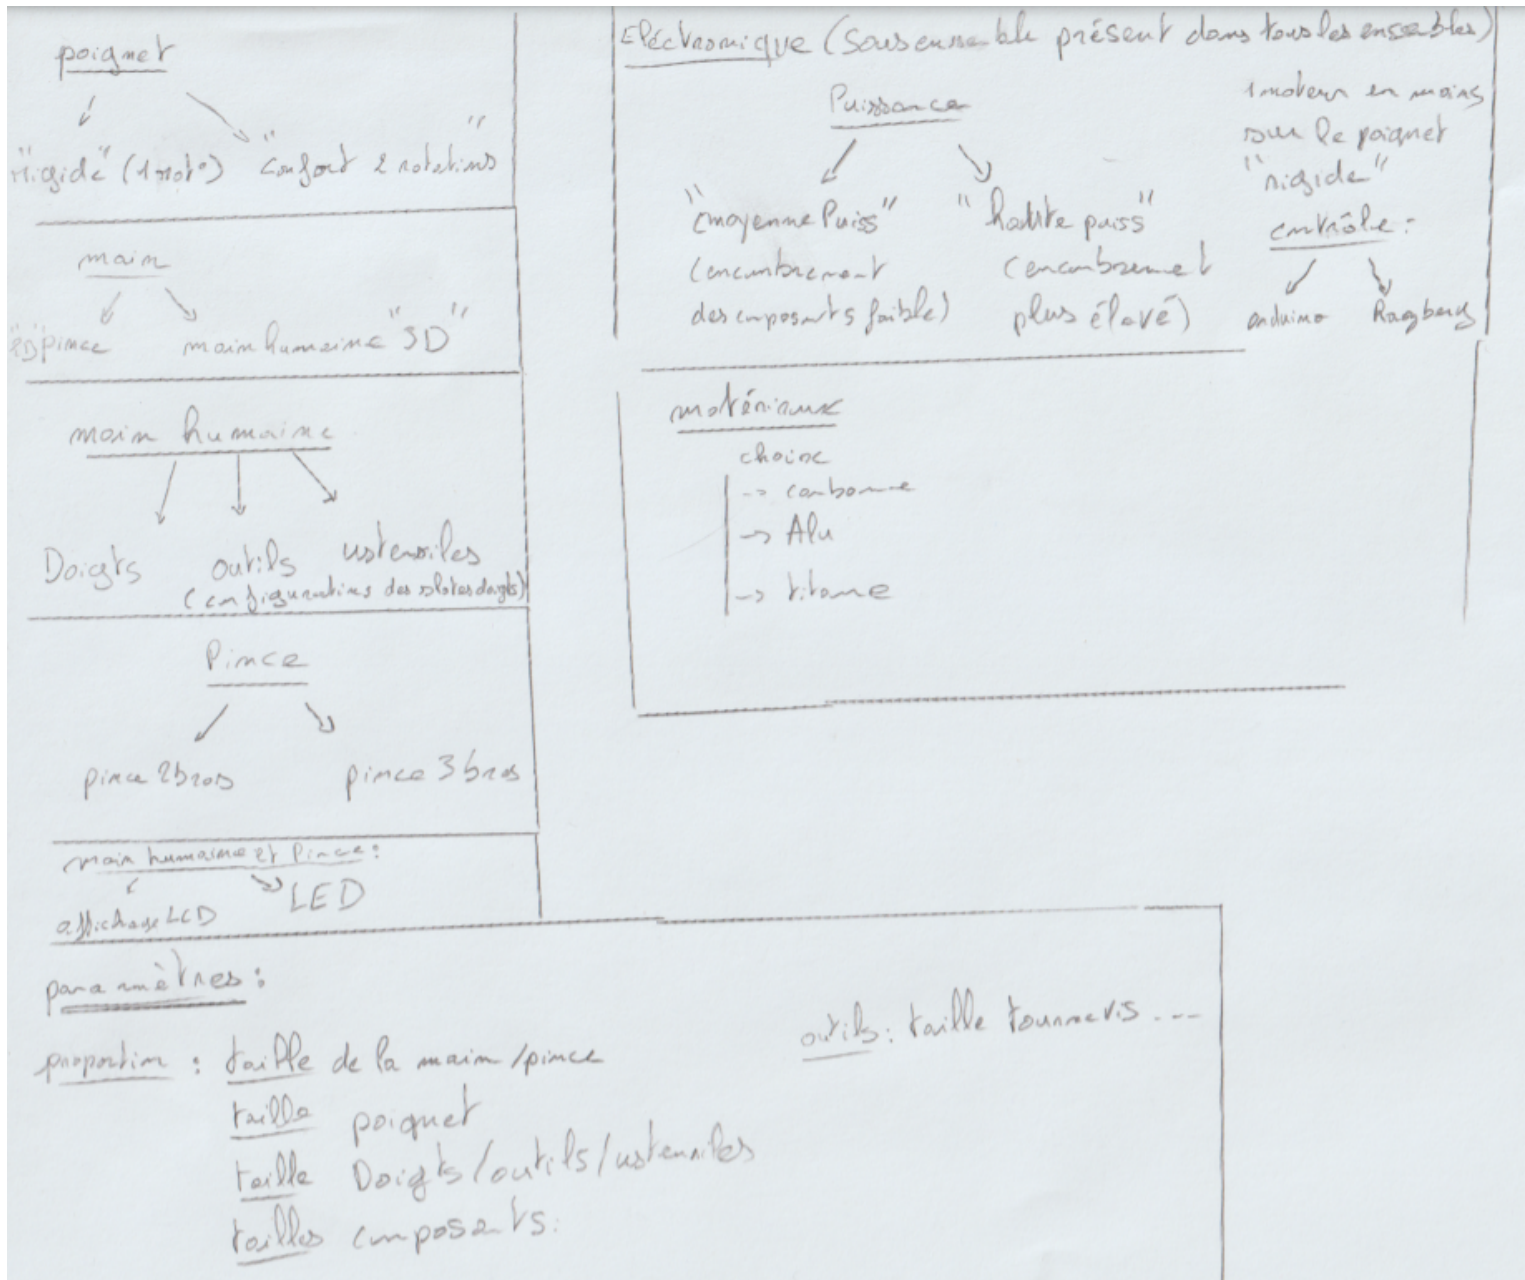 poignet
"rigide" (1 rot°) "confort 2 rotations"
main
"2D" pince main humaine "3D"
main humaine
Doigts outils ustensiles
(configurations des slots doigts)
Pince
pince 2 bras pince 3 bras
main humaine et Pince :
affichage LCD LED
Electronique (sous ensemble présent dans tous les ensembles)
Puissance
"moyenne Puiss" "haute puiss"
(encombrement (encombrement
des composants faible) plus élevé)
1 moteur en moins
sur le poignet
"rigide"
contrôle :
arduino Raspberry
matériaux
choix
-> carbonne
-> Alu
-> titane
paramètres :
proportion : taille de la main/pince
taille poignet
taille Doigts/outils/ustensiles
tailles composants.
outils : taille tournevis ...